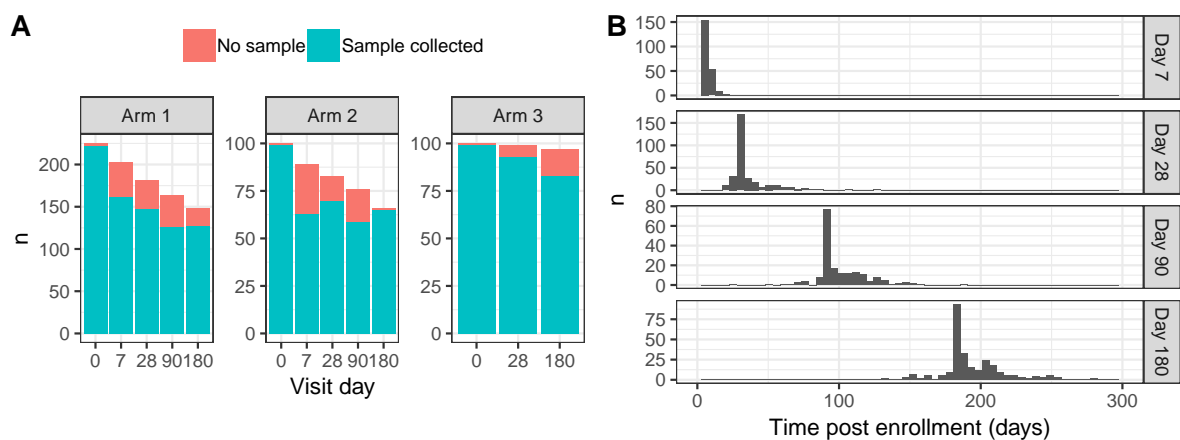 A
No sample Sample collected
Arm 1 Arm 2 Arm 3
n
200
150
100
50
0
0 7 28 90 180
100
75
50
25
0
0 7 28 90 180
100
75
50
25
0
0 28 180
Visit day
B
n
150
100
50
0
Day 7
150
100
50
0
Day 28
80
60
40
20
0
Day 90
75
50
25
0
Day 180
0 100 200 300
Time post enrollment (days)